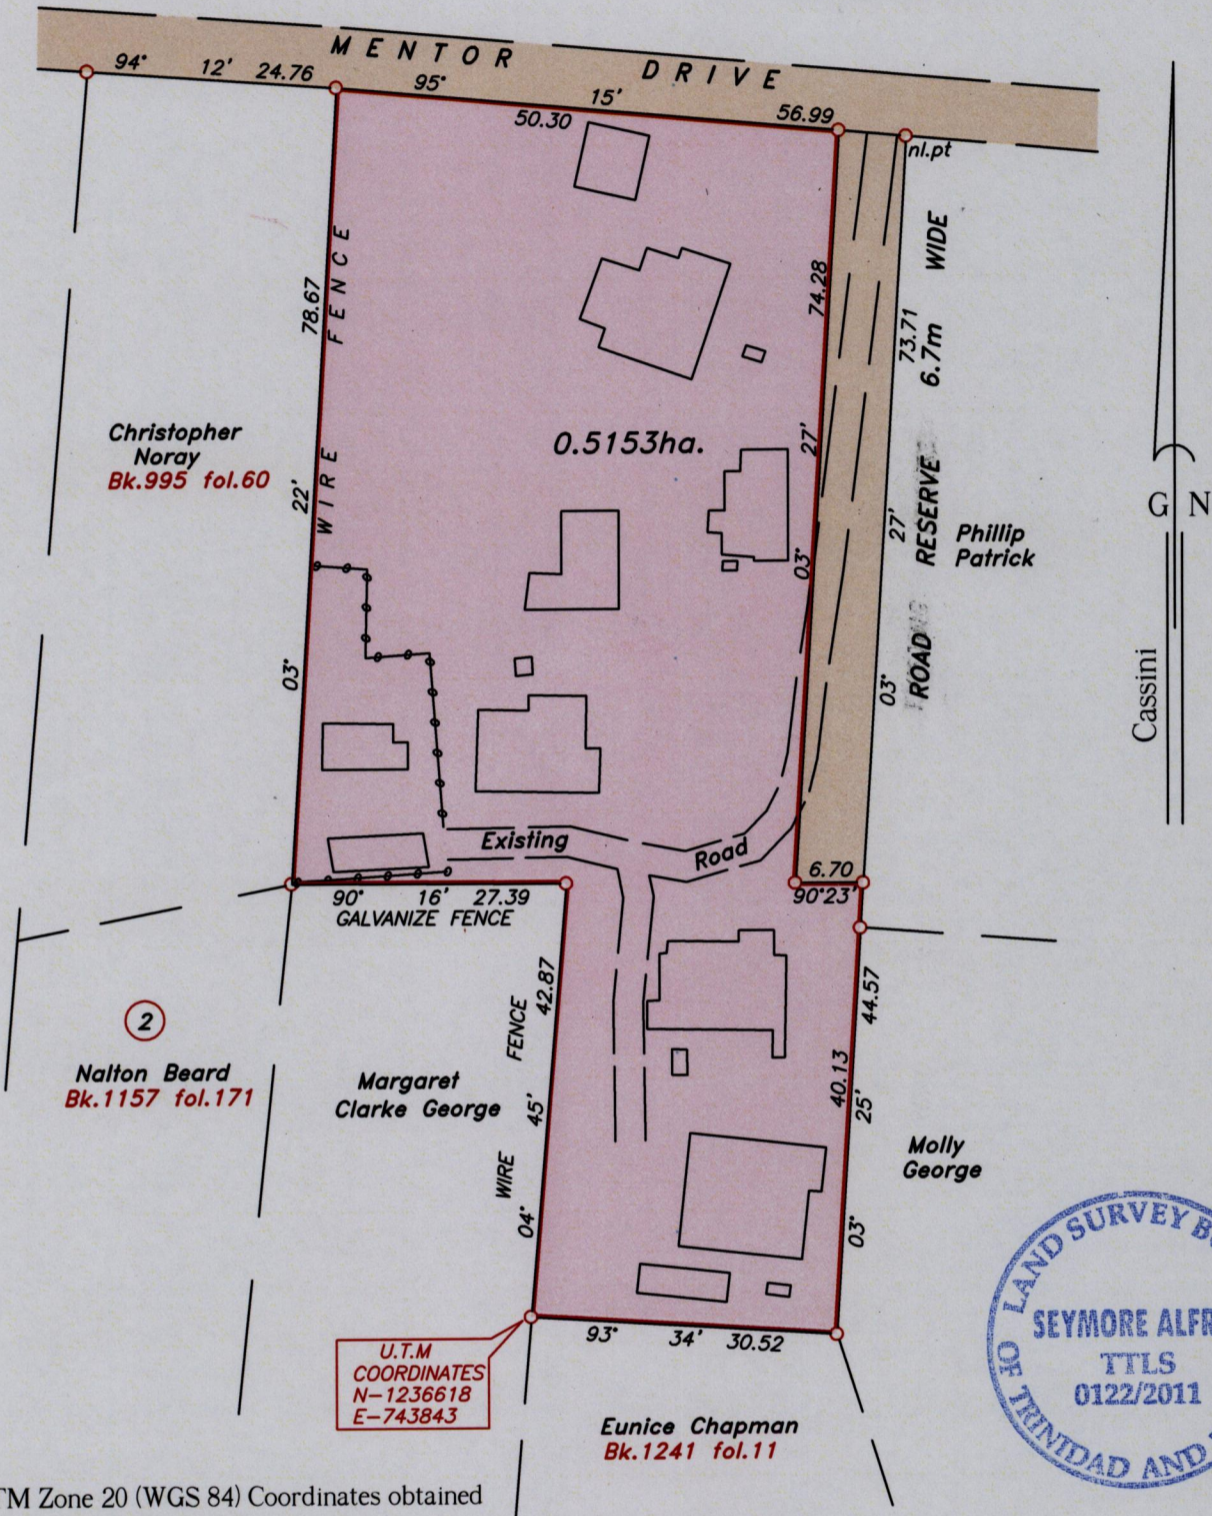 MENTOR DRIVE
94° 12' 24.76
95° 15' 56.99
50.30
nl.pt
78.67
22'
03°
WIRE FENCE
74.28
27'
03°
73.71
27'
03°
ROAD RESERVE 6.7m WIDE
Christopher
Noray
Bk.995 fol.60
0.5153ha.
Phillip
Patrick
G N
Cassini
Existing Road
6.70
90°23'
90° 16' 27.39
GALVANIZE FENCE
42.87
45'
04°
WIRE FENCE
44.57
40.13
25'
03°
2
Nalton Beard
Bk.1157 fol.171
Margaret
Clarke George
Molly
George
93° 34' 30.52
U.T.M
COORDINATES
N-1236618
E-743843
Eunice Chapman
Bk.1241 fol.11
LAND SURVEY
OF TRINIDAD AND
SEYMORE ALFR
TTLS
0122/2011
TM Zone 20 (WGS 84) Coordinates obtained